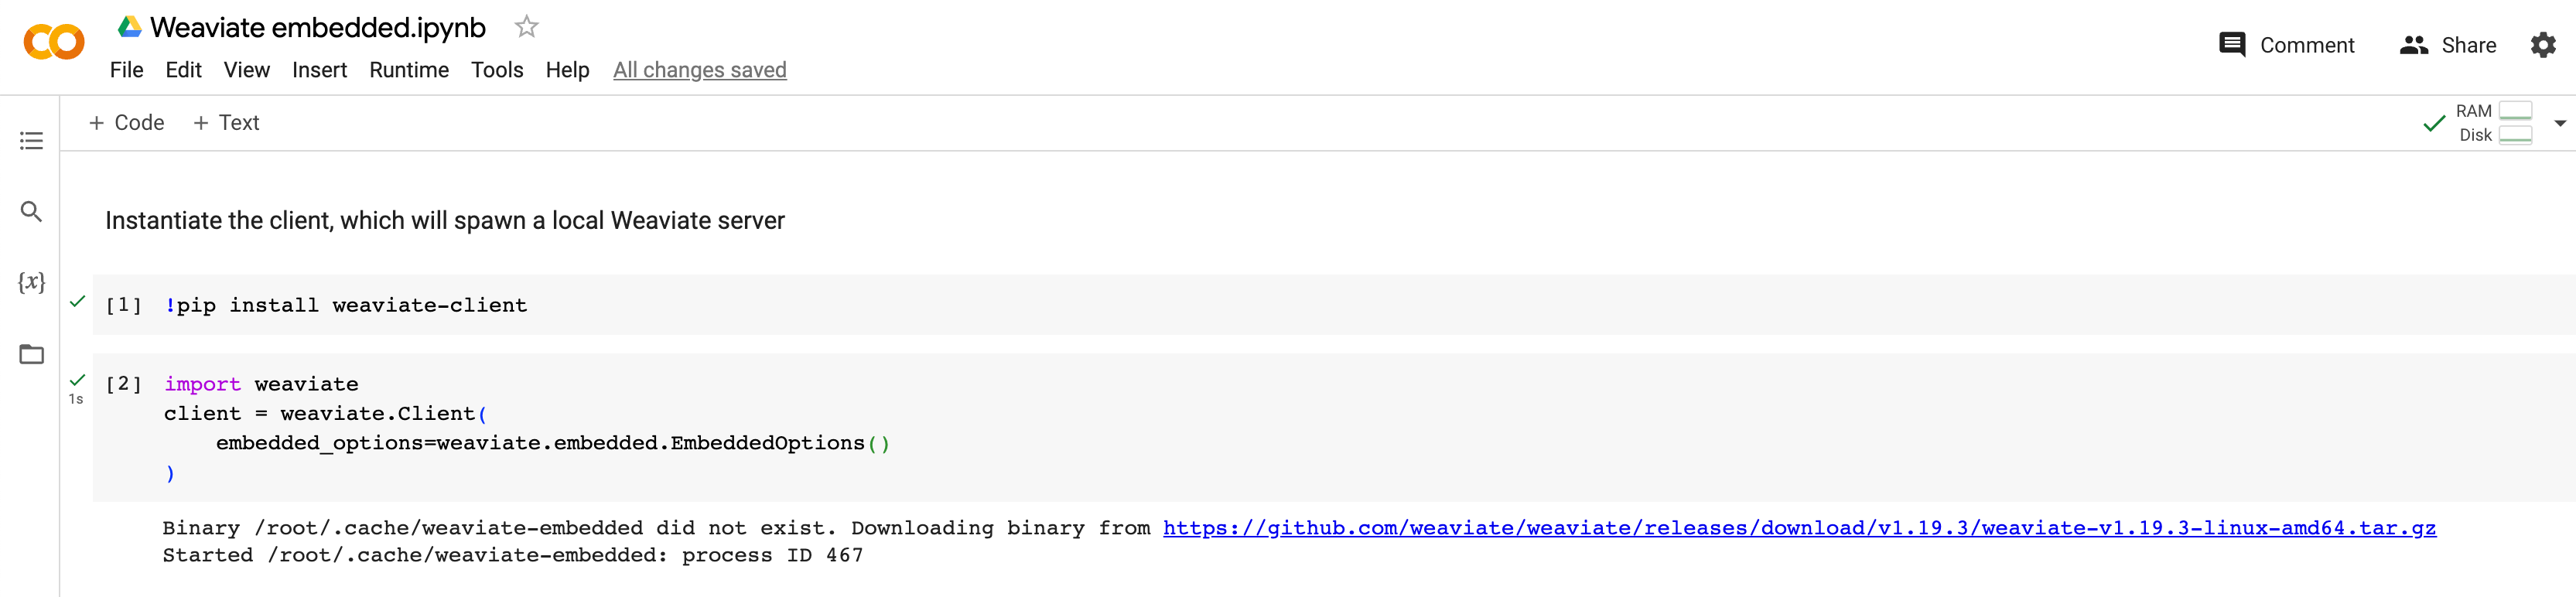 Weaviate embedded.ipynb
File Edit View Insert Runtime Tools Help All changes saved
Comment Share
+ Code + Text
RAM
Disk
Instantiate the client, which will spawn a local Weaviate server
{x}
[1] !pip install weaviate-client
[2] import weaviate
1s
client = weaviate.Client(
embedded_options=weaviate.embedded.EmbeddedOptions()
)
Binary /root/.cache/weaviate-embedded did not exist. Downloading binary from https://github.com/weaviate/weaviate/releases/download/v1.19.3/weaviate-v1.19.3-linux-amd64.tar.gz
Started /root/.cache/weaviate-embedded: process ID 467